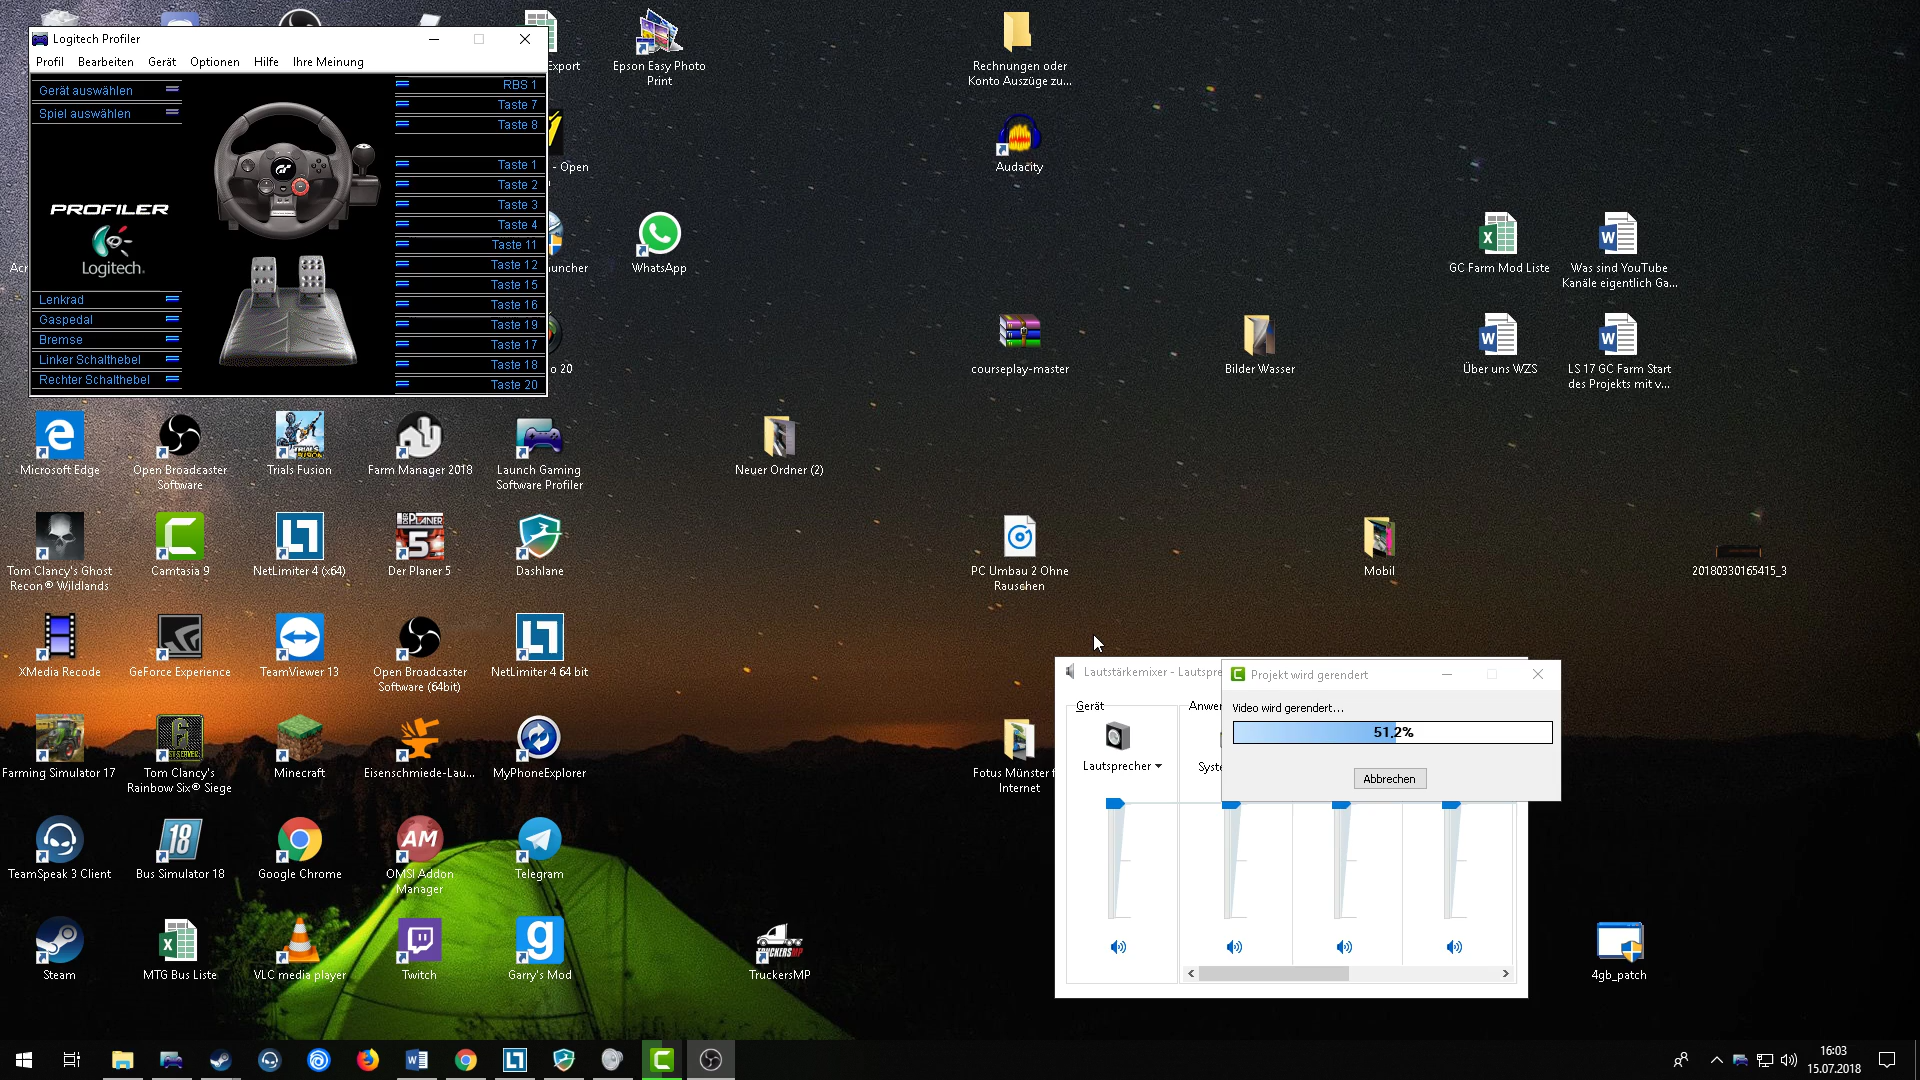 Logitech Profiler
Profil Bearbeiten Gerät Optionen Hilfe Ihre Meinung
Gerät auswählen
Spiel auswählen
PROFILER
Logitech
Lenkrad
Gaspedal
Bremse
Linker Schalthebel
Rechter Schalthebel
RBS 1
Taste 7
Taste 8
Taste 1
Taste 2
Taste 3
Taste 4
Taste 11
Taste 12
Taste 15
Taste 16
Taste 19
Taste 17
Taste 18
Taste 20
Export
- Open
Epson Easy Photo
Print
Rechnungen oder
Konto Auszüge zu...
Audacity
WhatsApp
GC Farm Mod Liste
Was sind YouTube
Kanäle eigentlich Ga...
courseplay-master
Bilder Wasser
Über uns WZS
LS 17 GC Farm Start
des Projekts mit v...
Microsoft Edge
Open Broadcaster
Software
Trials Fusion
Farm Manager 2018
Launch Gaming
Software Profiler
Neuer Ordner (2)
Tom Clancy's Ghost
Recon® Wildlands
Camtasia 9
NetLimiter 4 (x64)
Der Planer 5
Dashlane
PC Umbau 2 Ohne
Rauschen
Mobil
20180330165415_3
XMedia Recode
GeForce Experience
TeamViewer 13
Open Broadcaster
Software (64bit)
NetLimiter 4 64 bit
Farming Simulator 17
Tom Clancy's
Rainbow Six® Siege
Minecraft
Eisenschmiede-Lau...
MyPhoneExplorer
Fotus Münster f
Internet
TeamSpeak 3 Client
Bus Simulator 18
Google Chrome
OMSI Addon
Manager
Telegram
Steam
MTG Bus Liste
VLC media player
Twitch
Garry's Mod
TruckersMP
4gb_patch
Lautstärkemixer - Lautspre
Gerät
Anwen
Lautsprecher
Syste
Projekt wird gerendert
Video wird gerendert...
51,2%
Abbrechen
16:03
15.07.2018